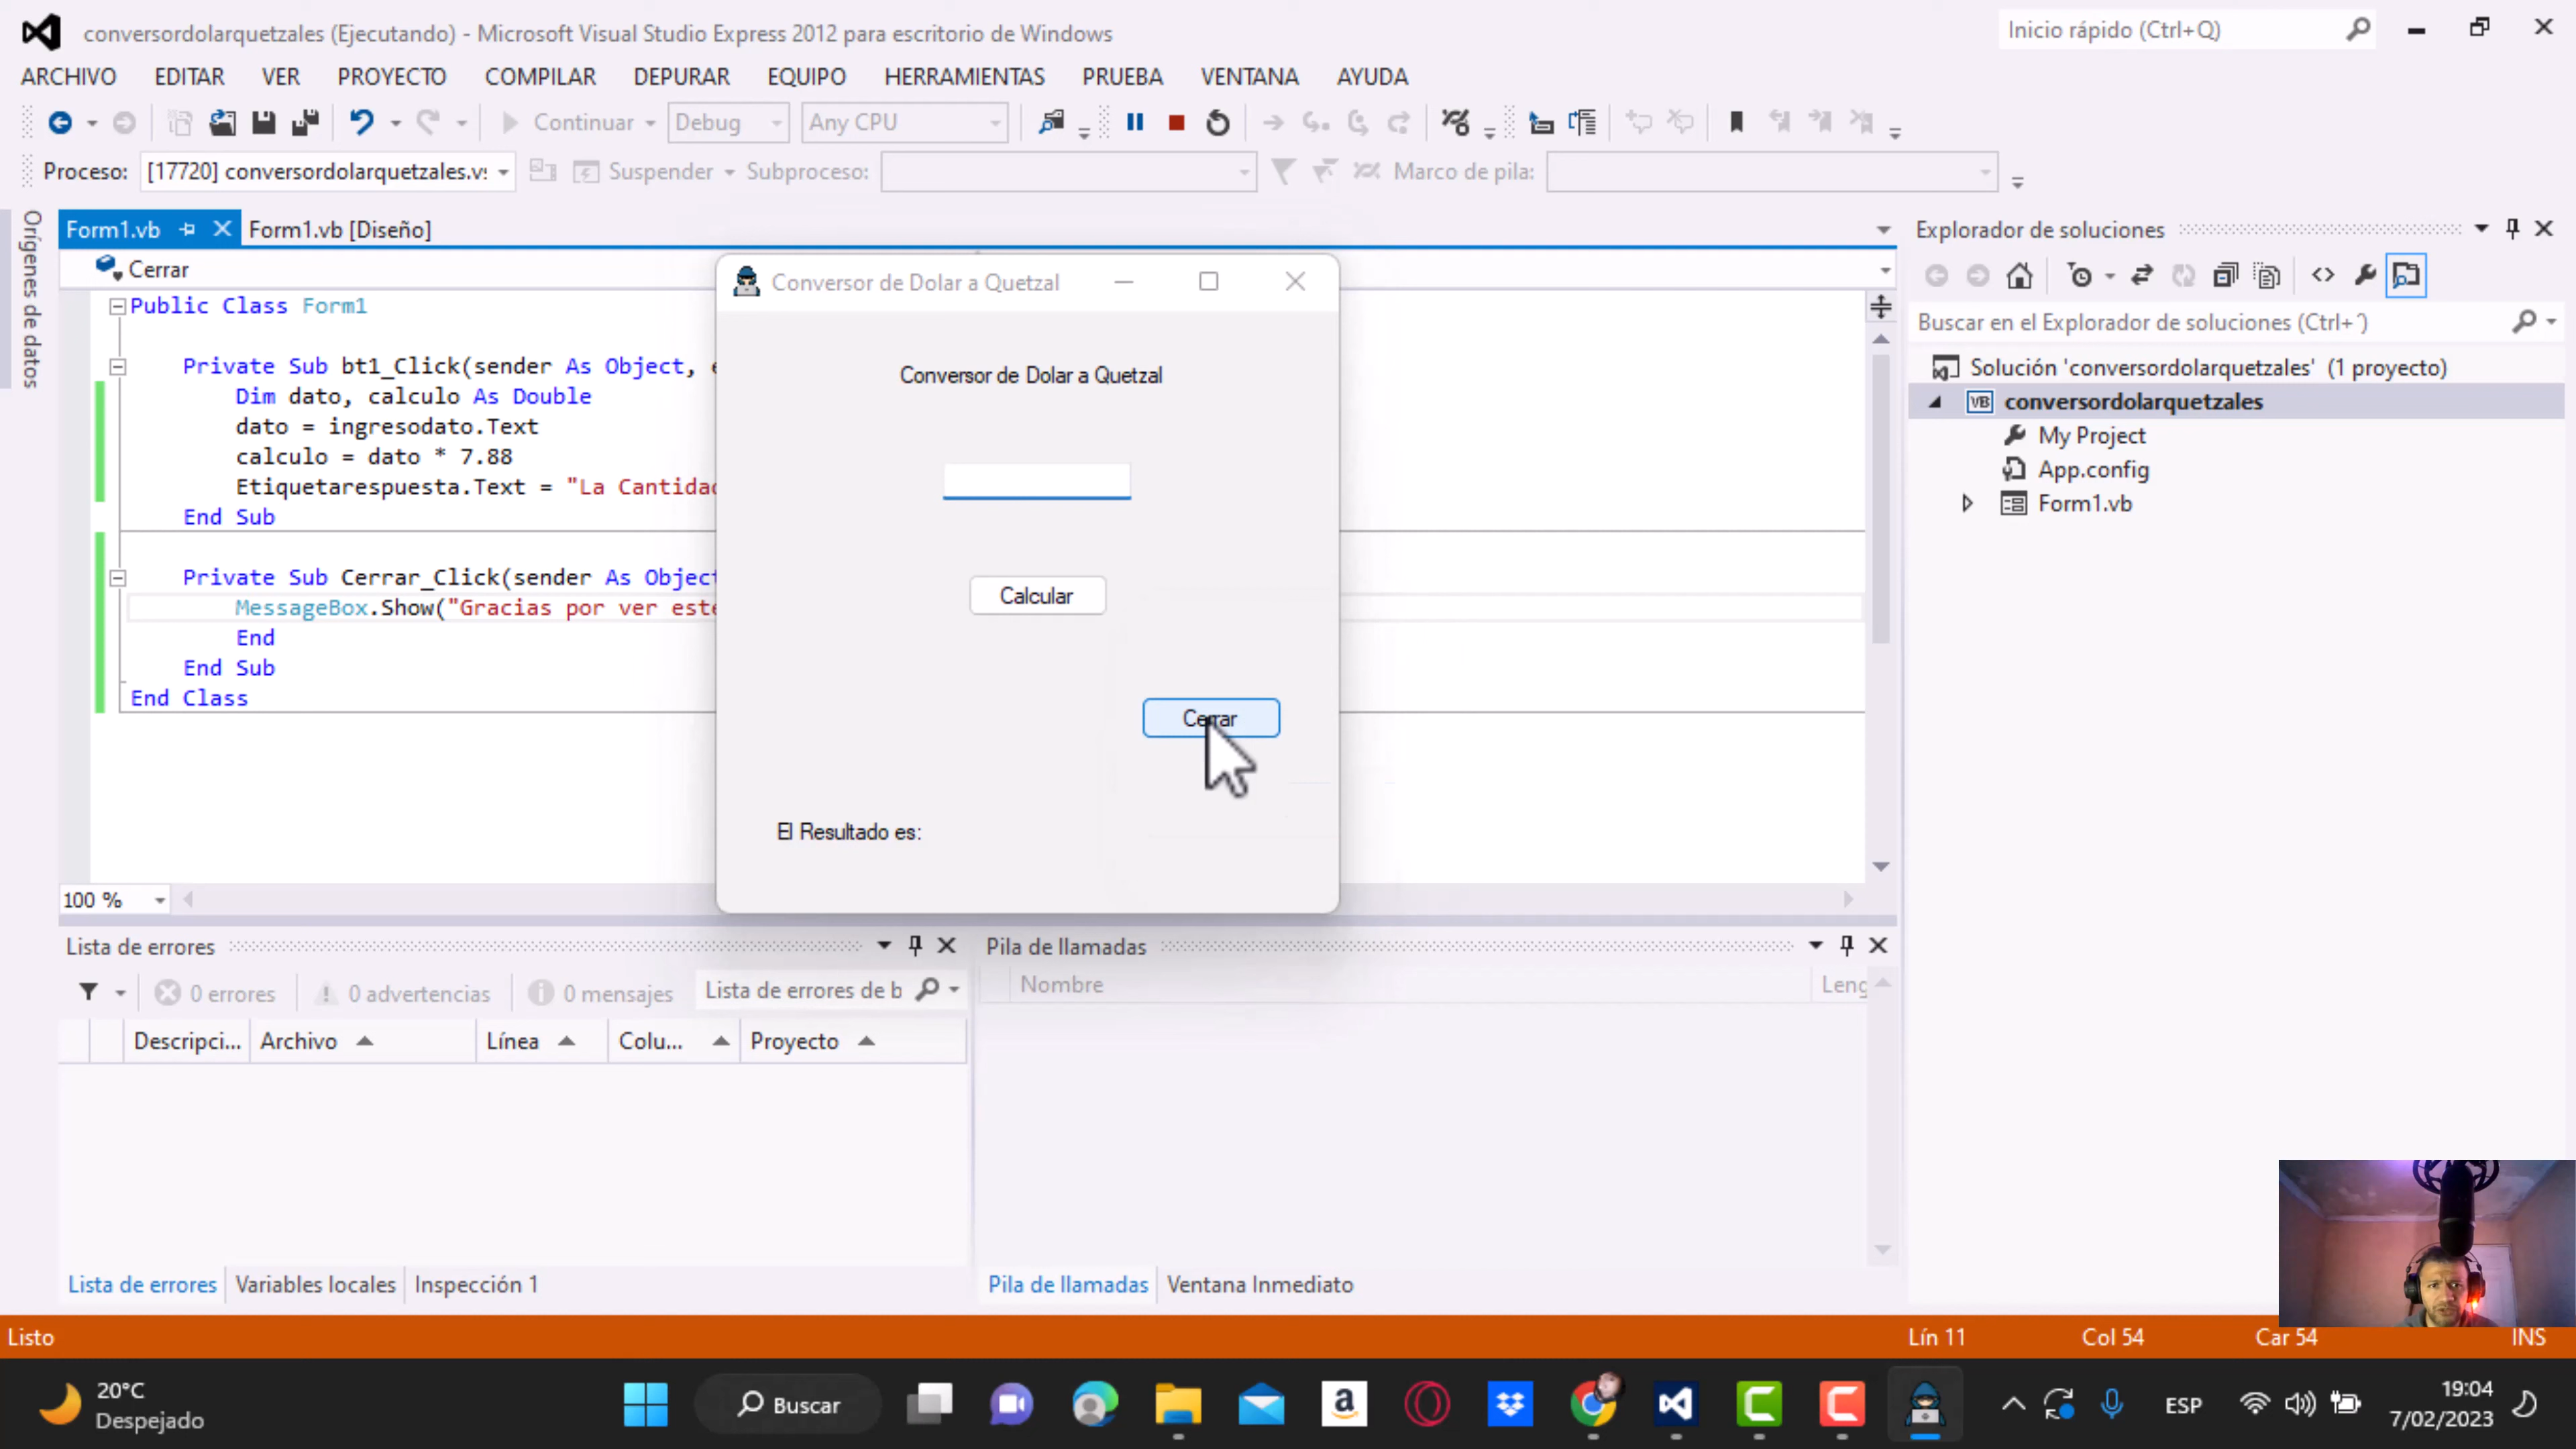 conversordolarquetzales (Ejecutando) - Microsoft Visual Studio Express 2012 para escritorio de Windows
Inicio rápido (Ctrl+Q)
ARCHIVO EDITAR VER PROYECTO COMPILAR DEPURAR EQUIPO HERRAMIENTAS PRUEBA VENTANA AYUDA
Continuar Debug Any CPU
Proceso: [17720] conversordolarquetzales.vs Suspender Subproceso: Marco de pila:
Orígenes de datos
Form1.vb Form1.vb [Diseño]
Cerrar
Public Class Form1
Private Sub bt1_Click(sender As Object, e
Dim dato, calculo As Double
dato = ingresodato.Text
calculo = dato * 7.88
Etiquetarespuesta.Text = "La Cantidad
End Sub
Private Sub Cerrar_Click(sender As Object
MessageBox.Show("Gracias por ver este
End
End Sub
End Class
100 %
Conversor de Dolar a Quetzal
Conversor de Dolar a Quetzal
Calcular
Cerrar
El Resultado es:
Explorador de soluciones
Buscar en el Explorador de soluciones (Ctrl+´)
Solución 'conversordolarquetzales' (1 proyecto)
VB conversordolarquetzales
My Project
App.config
Form1.vb
Lista de errores
0 errores 0 advertencias 0 mensajes Lista de errores de b
Descripci... Archivo Línea Colu... Proyecto
Lista de errores Variables locales Inspección 1
Pila de llamadas
Nombre Leng
Pila de llamadas Ventana Inmediato
Listo Lín 11 Col 54 Car 54 INS
20°C
Despejado
Buscar
a
ESP
19:04
7/02/2023